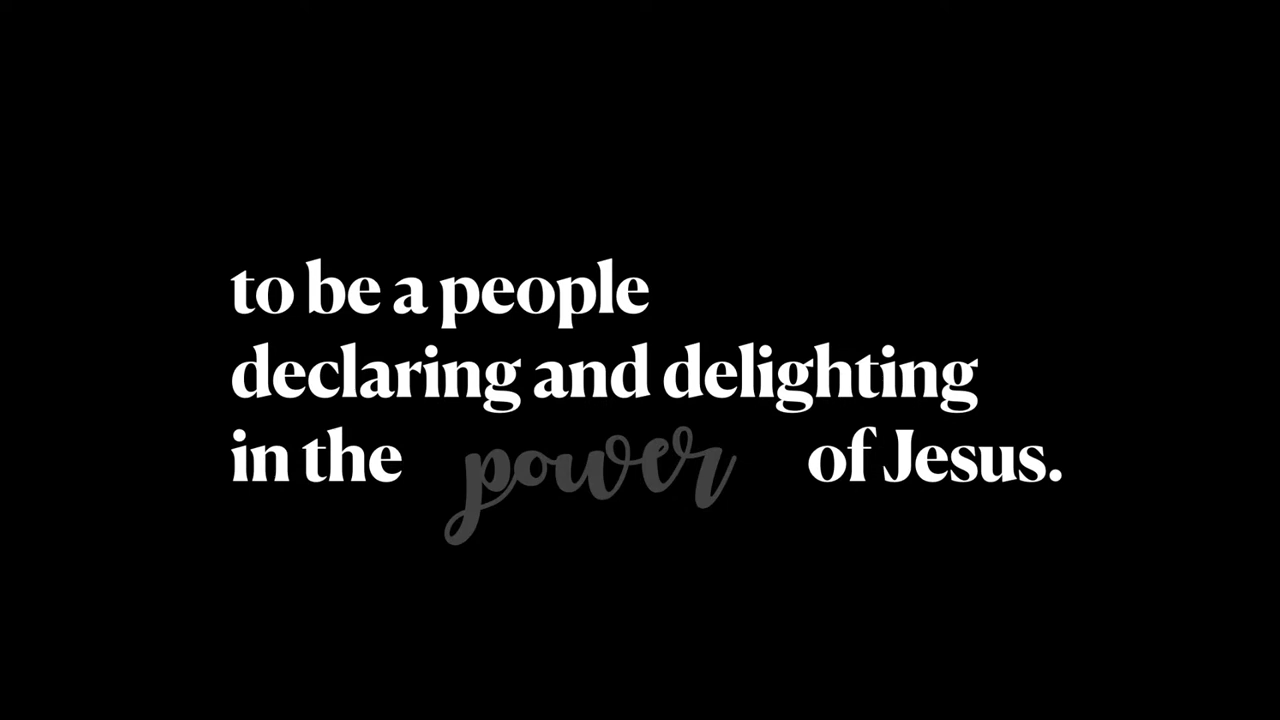 to be a people
declaring and delighting
in the power of Jesus.